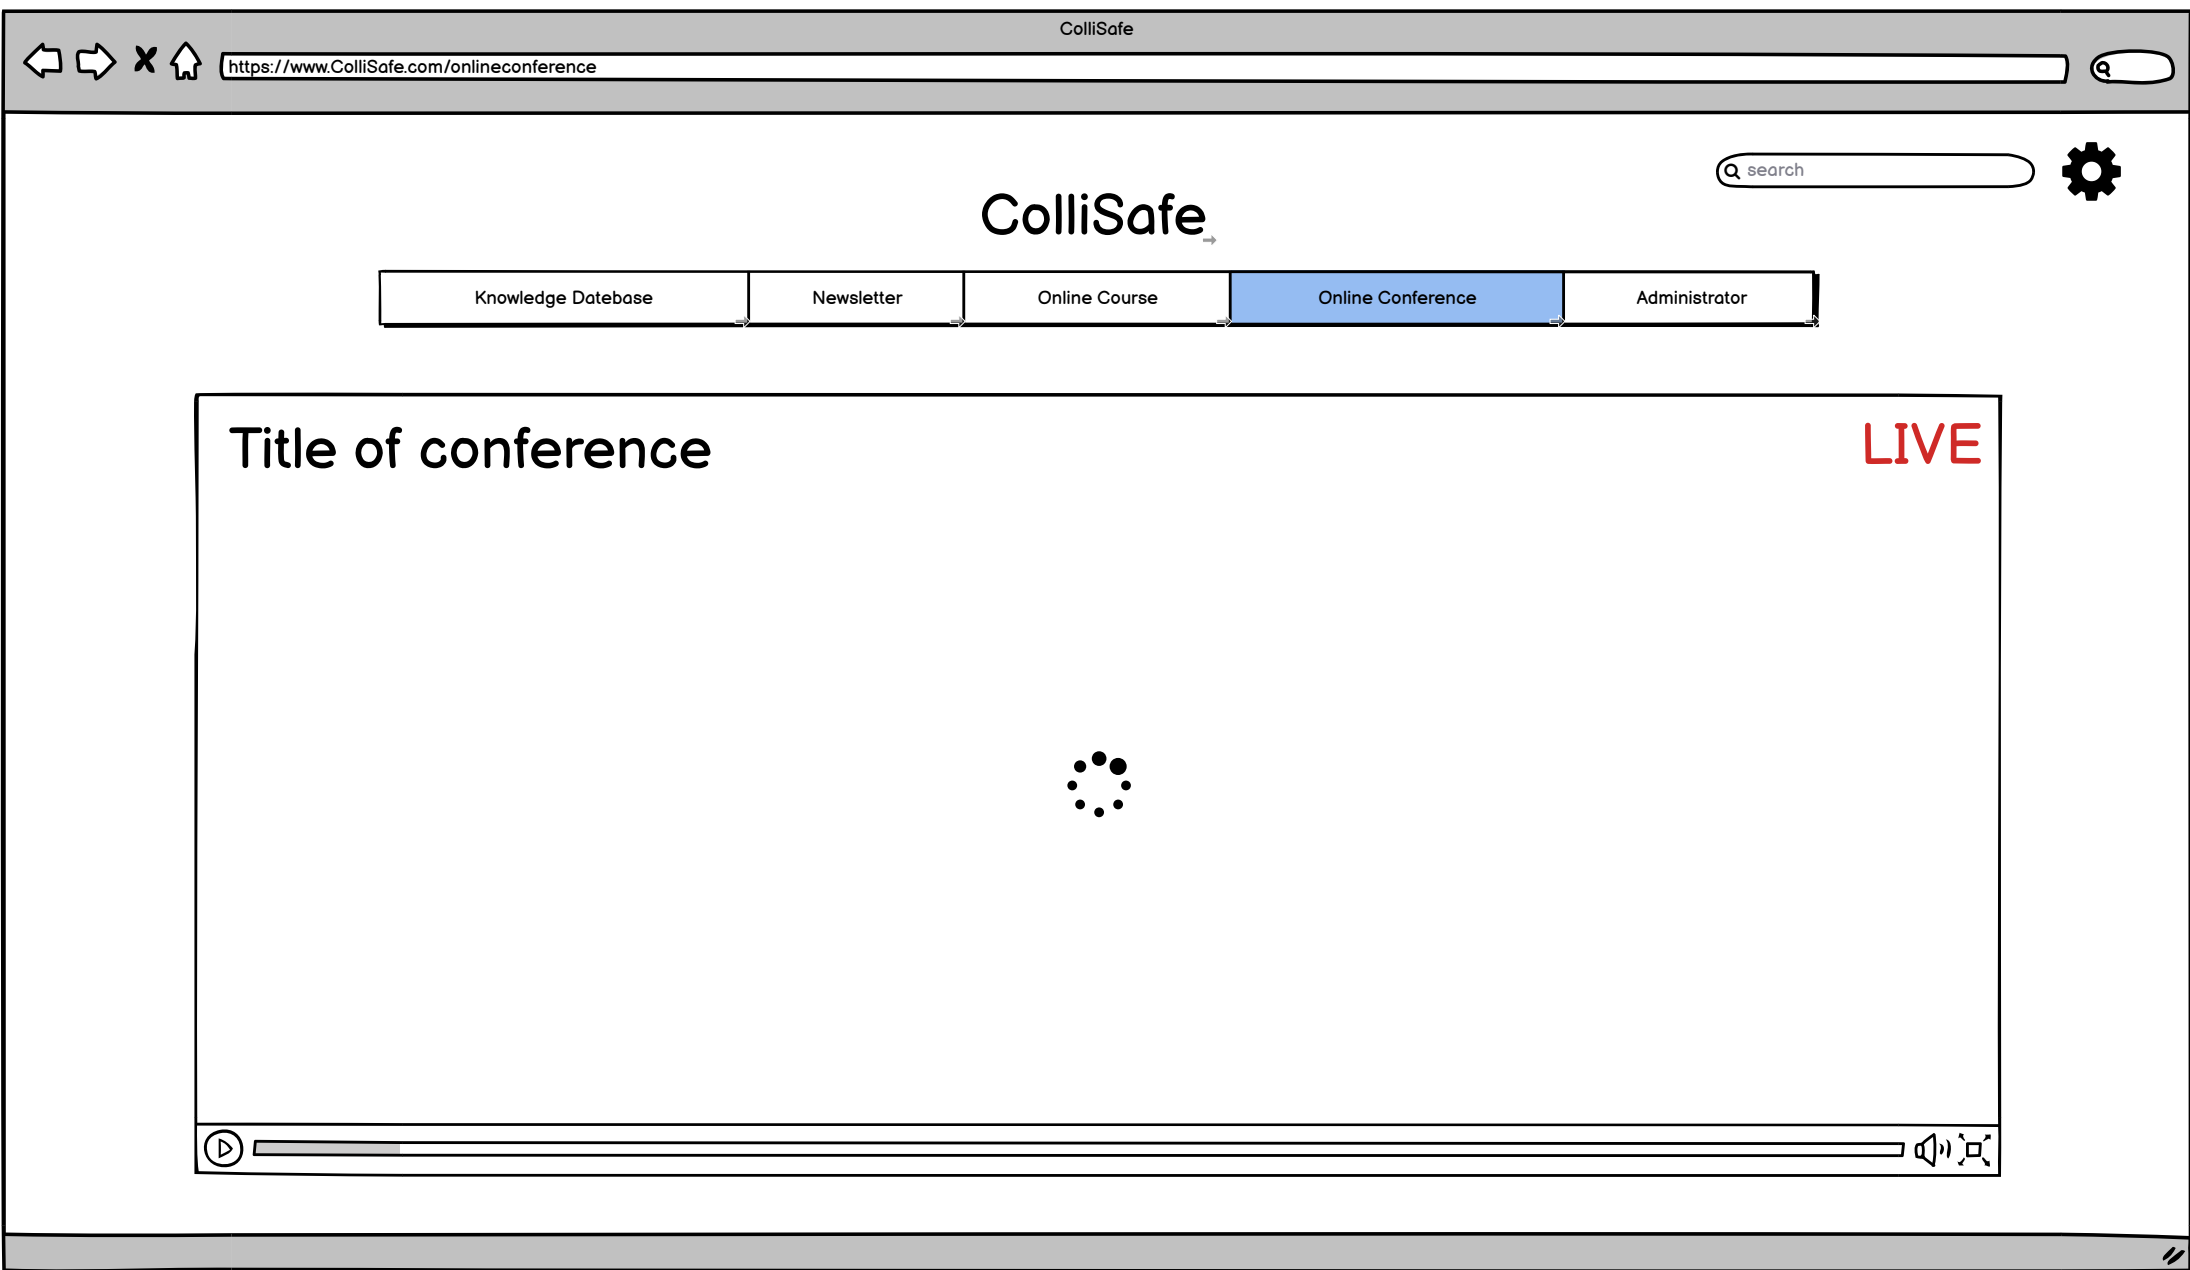 ColliSafe
https://www.ColliSafe.com/onlineconference
search
ColliSafe
Knowledge Datebase
Newsletter
Online Course
Online Conference
Administrator
Title of conference
LIVE